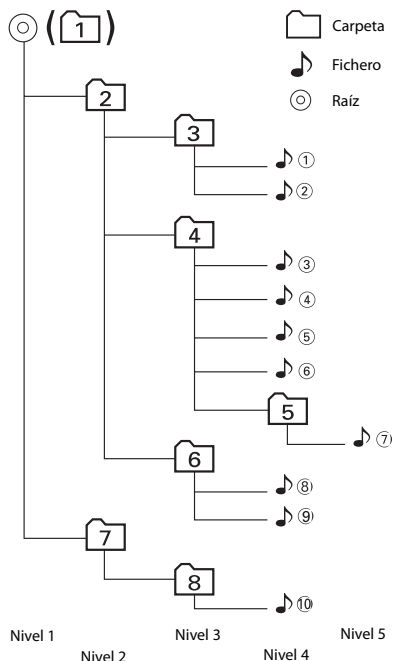 ( 1 )
Carpeta
2
Fichero
Raíz
3
①
②
4
③
④
⑤
⑥
5
⑦
6
⑧
⑨
7
8
⑩
Nivel 1
Nivel 2
Nivel 3
Nivel 4
Nivel 5